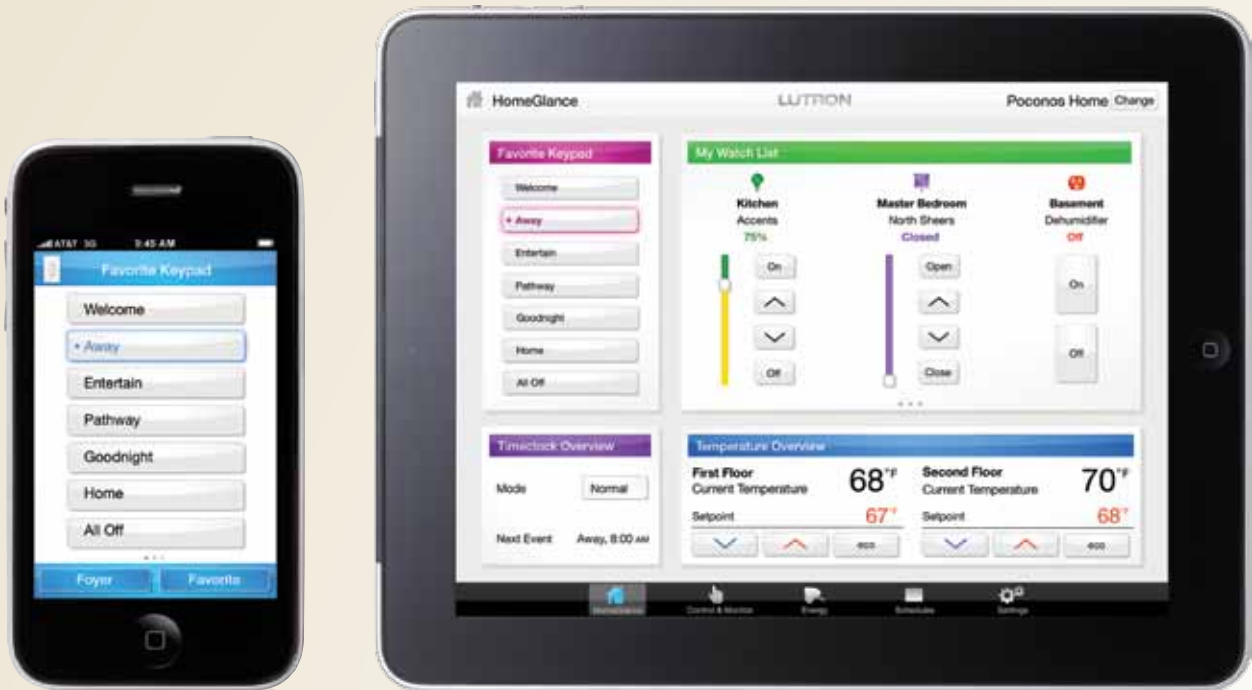 AT&T 3G 9:45 AM
Favorite Keypad
Welcome
• Away
Entertain
Pathway
Goodnight
Home
All Off
Foyer Favorite
HomeGlance LUTRON Poconos Home Change
Favorite Keypad
Welcome
• Away
Entertain
Pathway
Goodnight
Home
All Off
My Watch List
Kitchen
Accents
75%
On
Off
Master Bedroom
North Sheers
Closed
Open
Close
Basement
Dehumidifier
Off
On
Off
Timeclock Overview
Mode Normal
Next Event Away, 8:00 AM
Temperature Overview
First Floor
Current Temperature 68°F
Setpoint 67°F
eco
Second Floor
Current Temperature 70°F
Setpoint 68°
eco
HomeGlance Control & Monitor Energy Schedules Settings